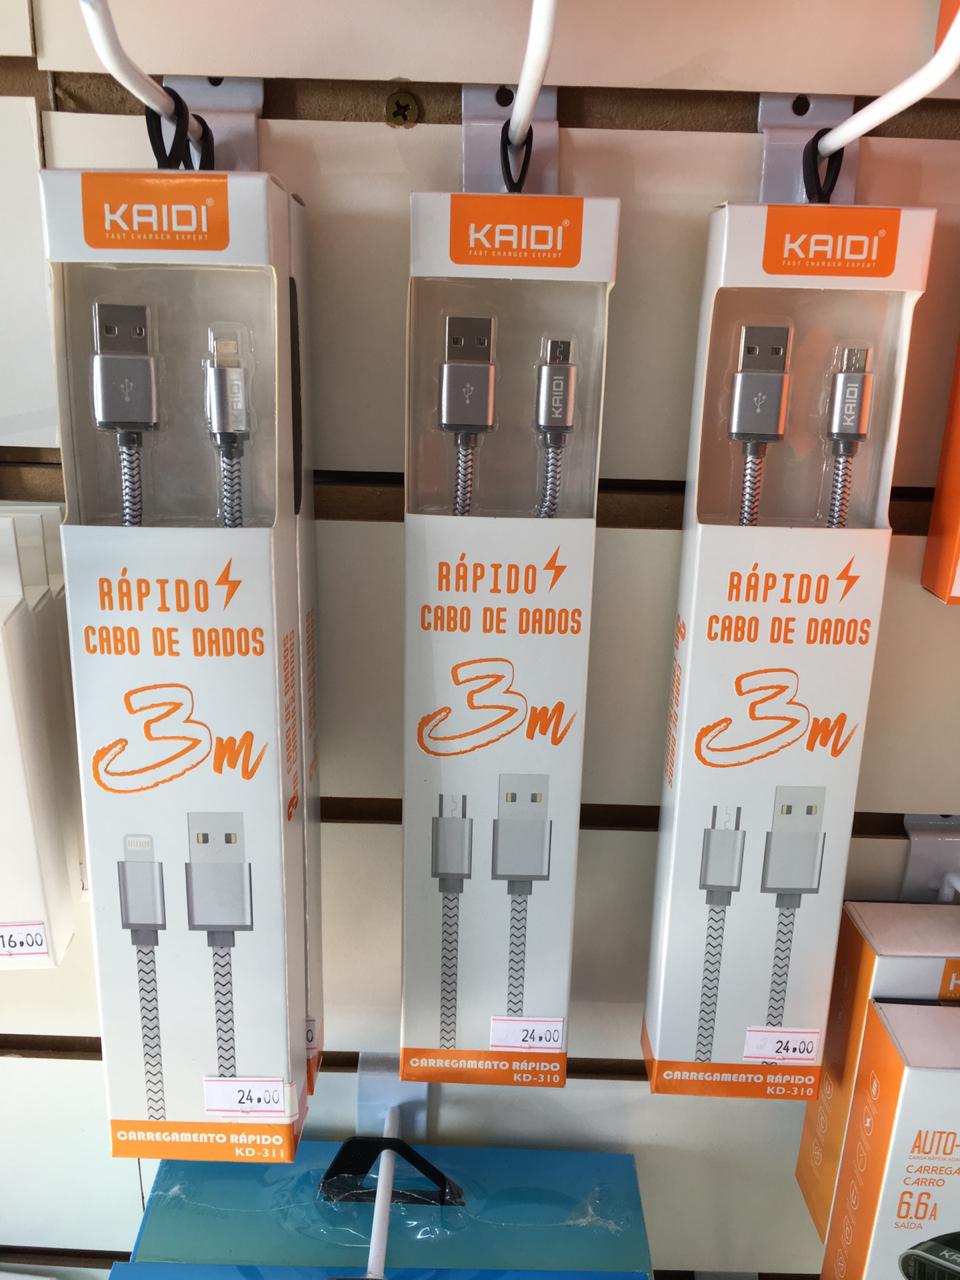 KAIDI®
FAST CHARGER EXPERT
KAIDI
RÁPIDO
CABO DE DADOS
3m
24.00
CARREGAMENTO RÁPIDO
KD-311
KAIDI®
FAST CHARGER EXPERT
KAIDI
RÁPIDO
CABO DE DADOS
3m
24.00
CARREGAMENTO RÁPIDO
KD-310
KAIDI®
FAST CHARGER EXPERT
KAIDI
RÁPIDO
CABO DE DADOS
3m
24.00
CARREGAMENTO RÁPIDO
KD-310
16.00
AUTO-
CARREGA
CARRO
6.6A
SAÍDA